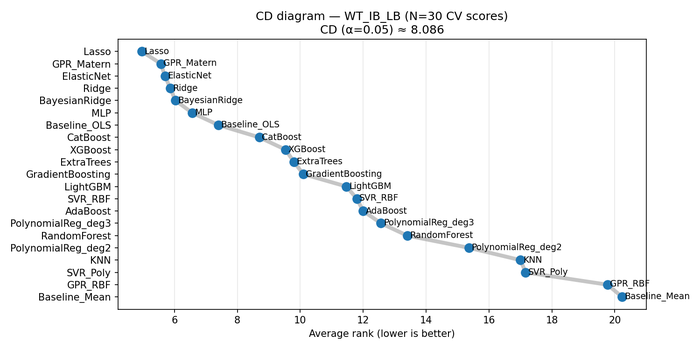 CD diagram — WT_IB_LB (N=30 CV scores)
CD (α=0.05) ≈ 8.086
Lasso
GPR_Matern
ElasticNet
Ridge
BayesianRidge
MLP
Baseline_OLS
CatBoost
XGBoost
ExtraTrees
GradientBoosting
LightGBM
SVR_RBF
AdaBoost
PolynomialReg_deg3
RandomForest
PolynomialReg_deg2
KNN
SVR_Poly
GPR_RBF
Baseline_Mean
Lasso
GPR_Matern
ElasticNet
Ridge
BayesianRidge
MLP
Baseline_OLS
CatBoost
XGBoost
ExtraTrees
GradientBoosting
LightGBM
SVR_RBF
AdaBoost
PolynomialReg_deg3
RandomForest
PolynomialReg_deg2
KNN
SVR_Poly
GPR_RBF
Baseline_Mean
6 8 10 12 14 16 18 20
Average rank (lower is better)